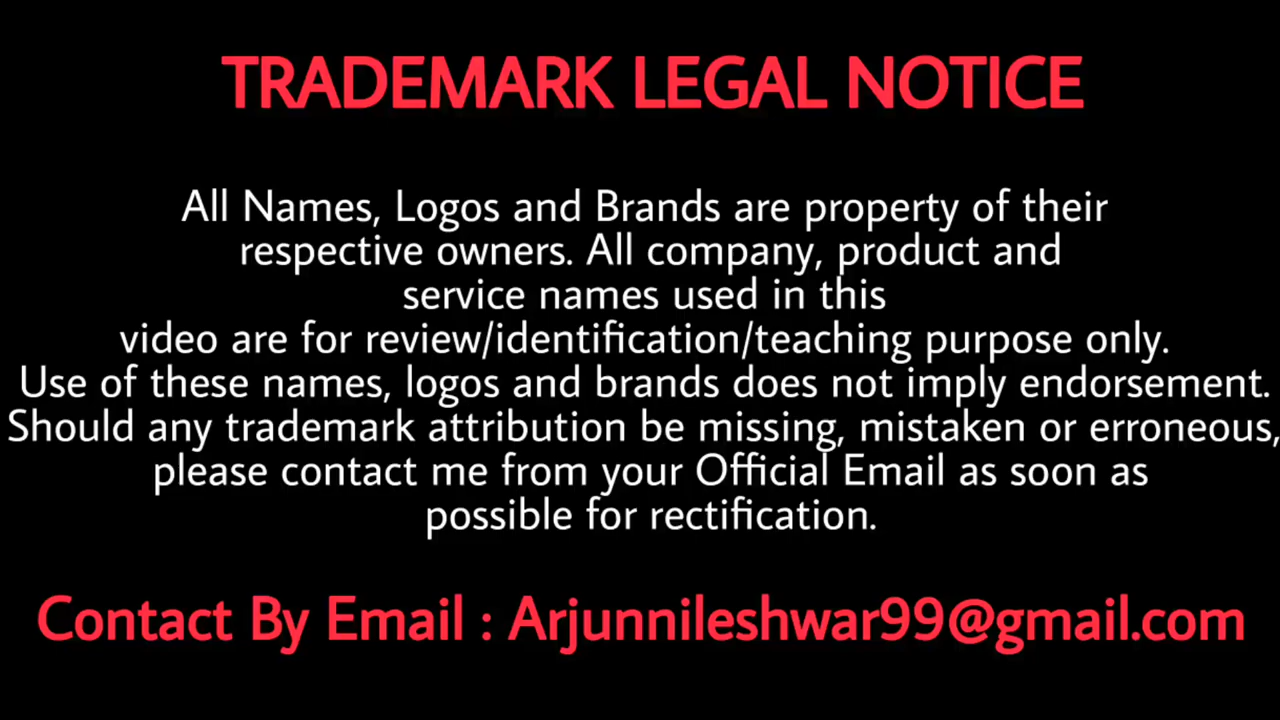 TRADEMARK LEGAL NOTICE
All Names, Logos and Brands are property of their
respective owners. All company, product and
service names used in this
video are for review/identification/teaching purpose only.
Use of these names, logos and brands does not imply endorsement.
Should any trademark attribution be missing, mistaken or erroneous,
please contact me from your Official Email as soon as
possible for rectification.
Contact By Email : Arjunnileshwar99@gmail.com